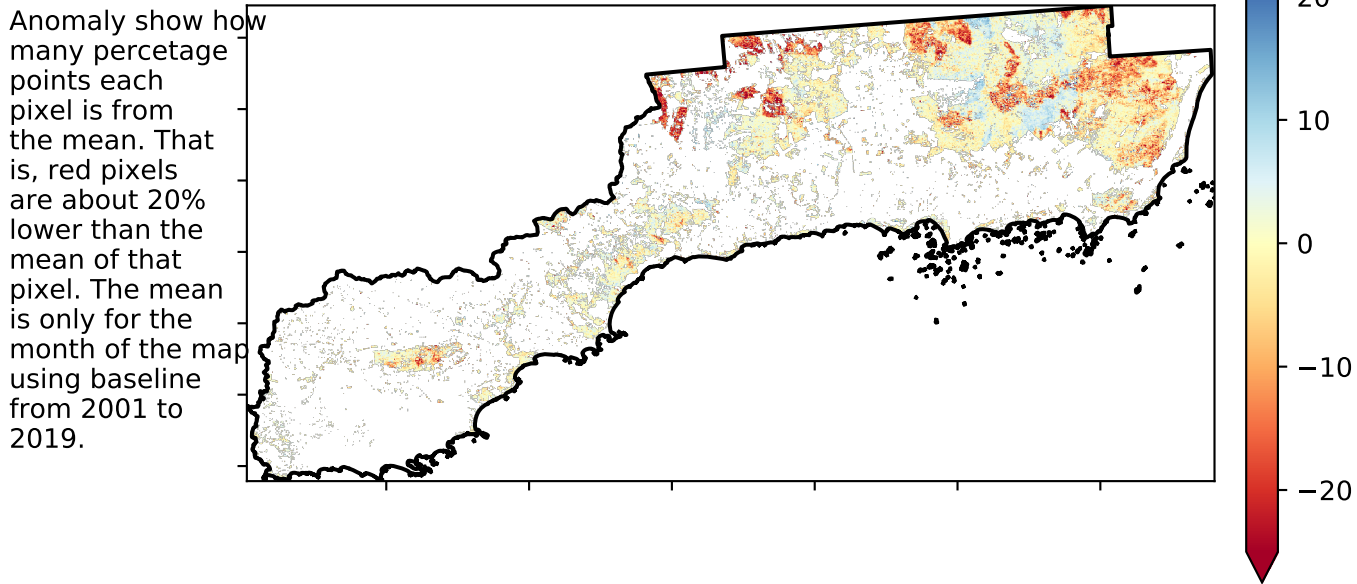 Anomaly show how
many percetage
points each
pixel is from
the mean. That
is, red pixels
are about 20%
lower than the
mean of that
pixel. The mean
is only for the
month of the map
using baseline
from 2001 to
2019.
20
10
0
−10
−20